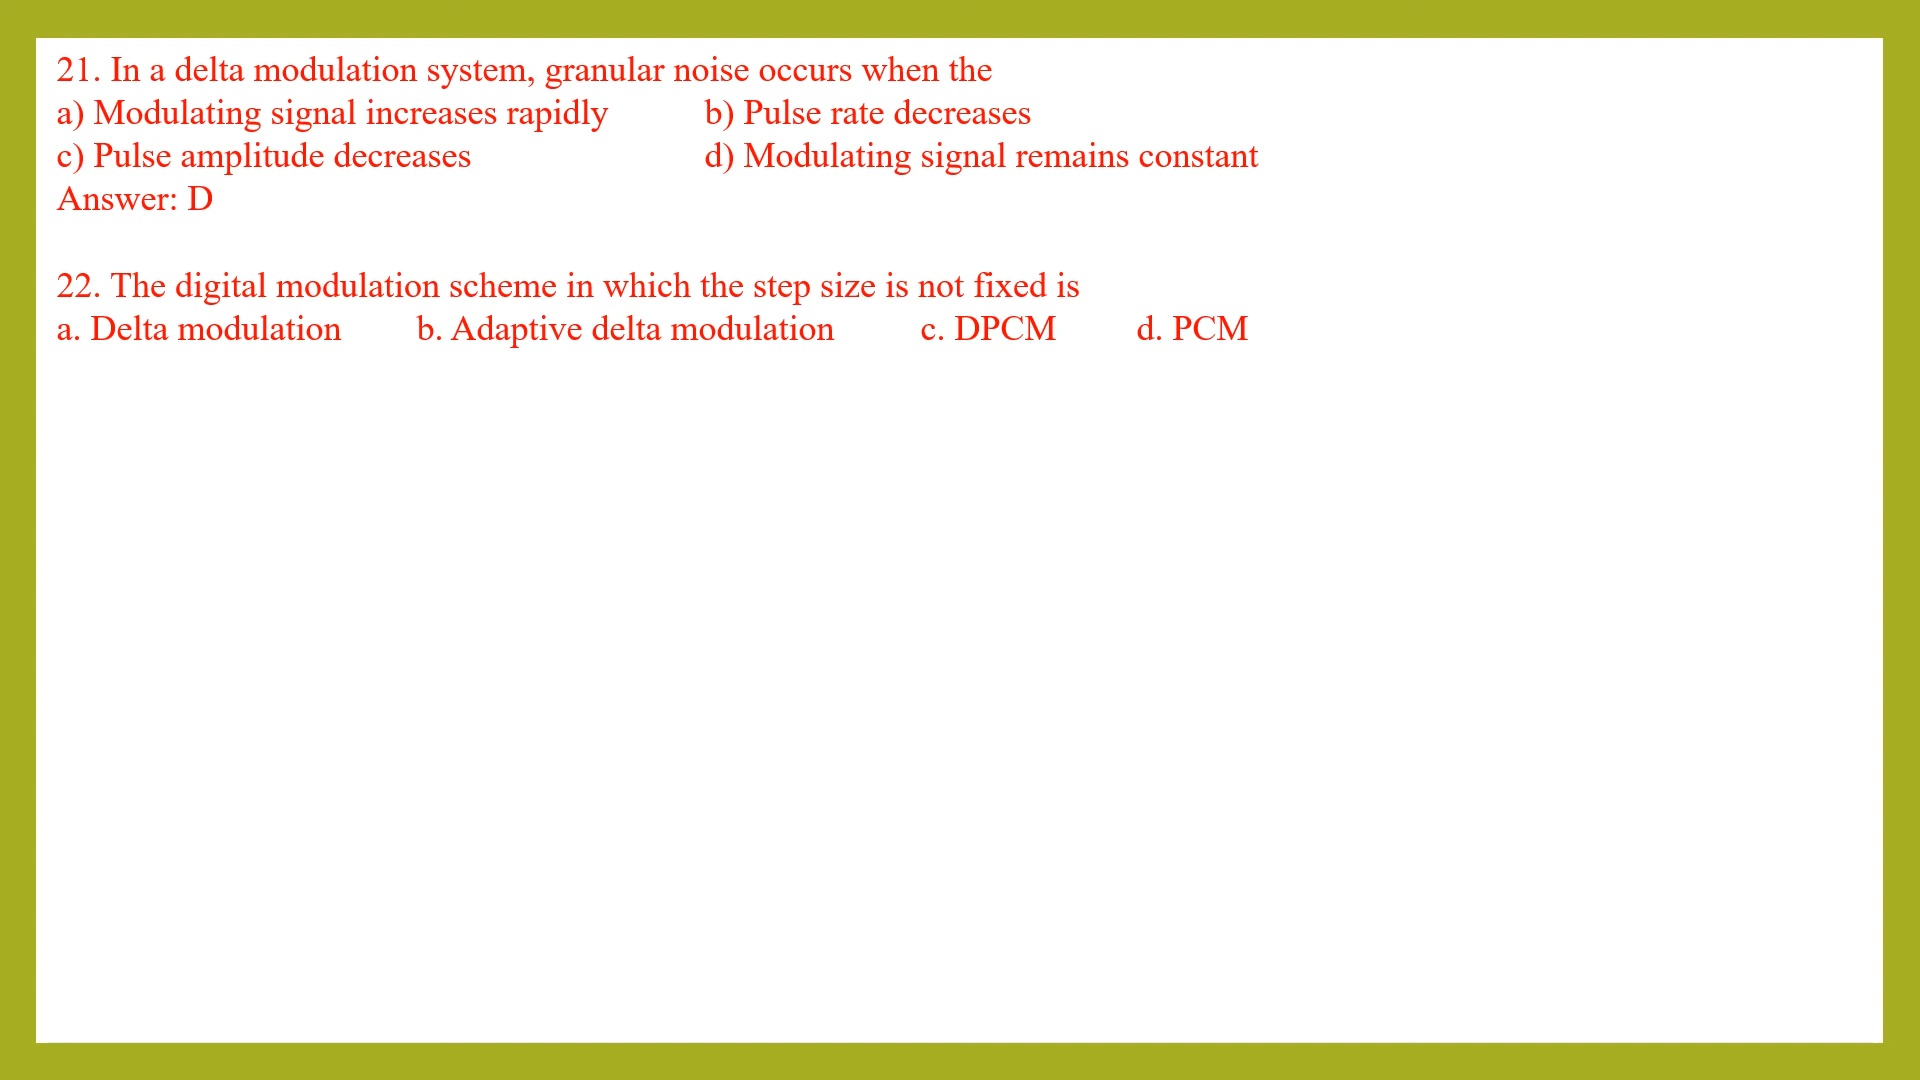 21. In a delta modulation system, granular noise occurs when the
a) Modulating signal increases rapidly b) Pulse rate decreases
c) Pulse amplitude decreases d) Modulating signal remains constant
Answer: D
22. The digital modulation scheme in which the step size is not fixed is
a. Delta modulation b. Adaptive delta modulation c. DPCM d. PCM